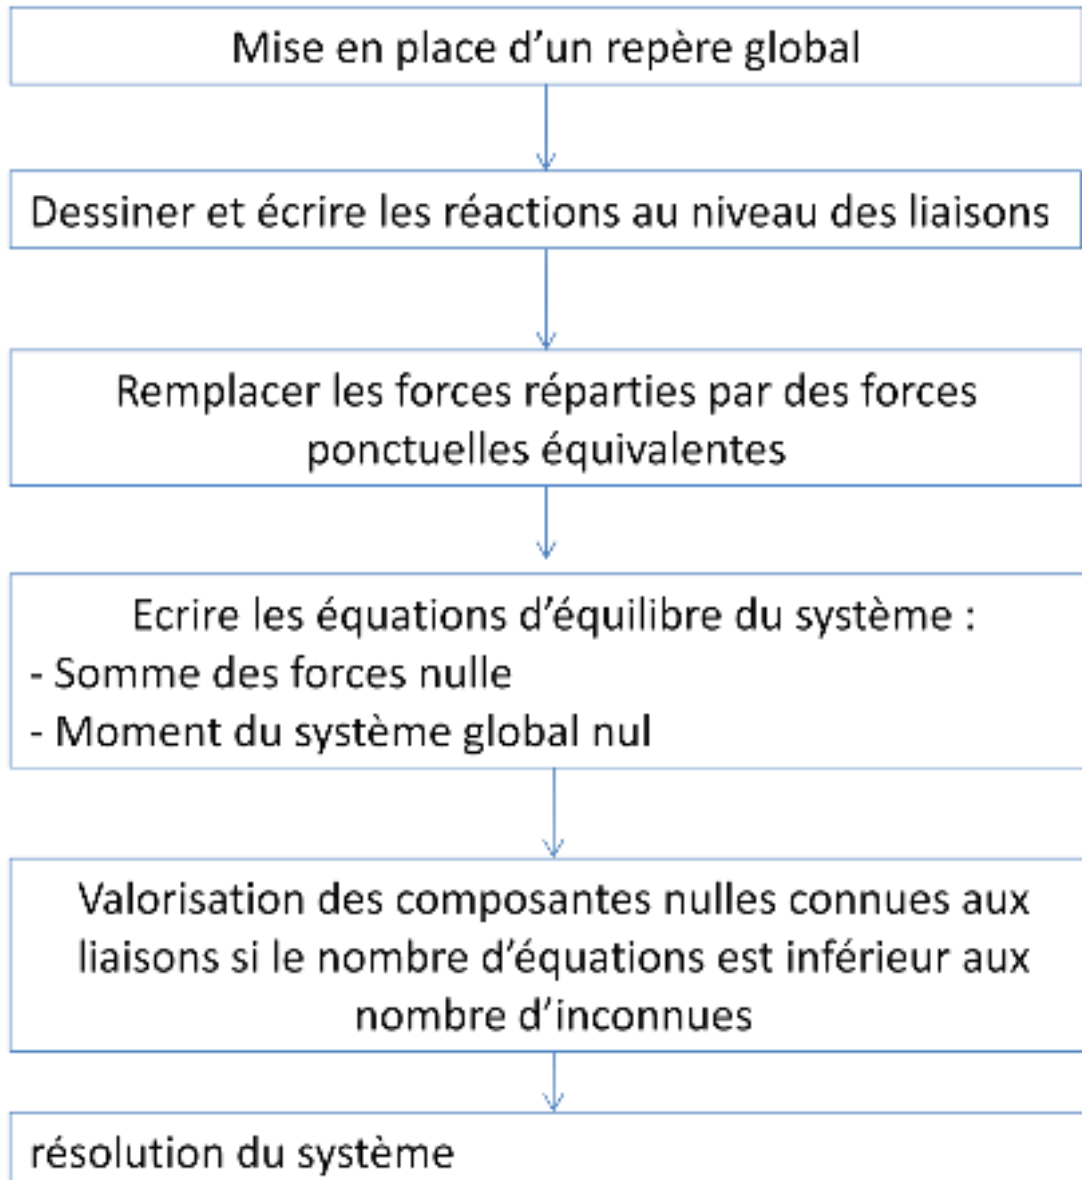 Mise en place d’un repère global
Dessiner et écrire les réactions au niveau des liaisons
Remplacer les forces réparties par des forces
ponctuelles équivalentes
Ecrire les équations d’équilibre du système :
- Somme des forces nulle
- Moment du système global nul
Valorisation des composantes nulles connues aux
liaisons si le nombre d’équations est inférieur aux
nombre d’inconnues
résolution du système